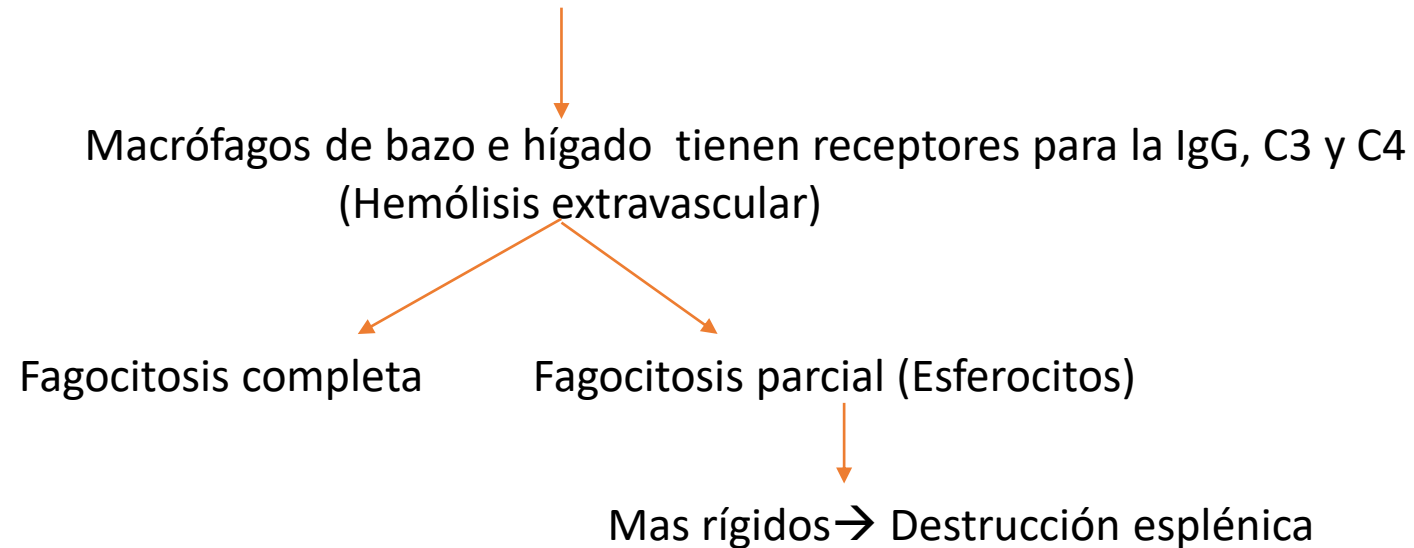 Macrófagos de bazo e hígado tienen receptores para la IgG, C3 y C4
(Hemólisis extravascular)
Fagocitosis completa
Fagocitosis parcial (Esferocitos)
Mas rígidos→ Destrucción esplénica